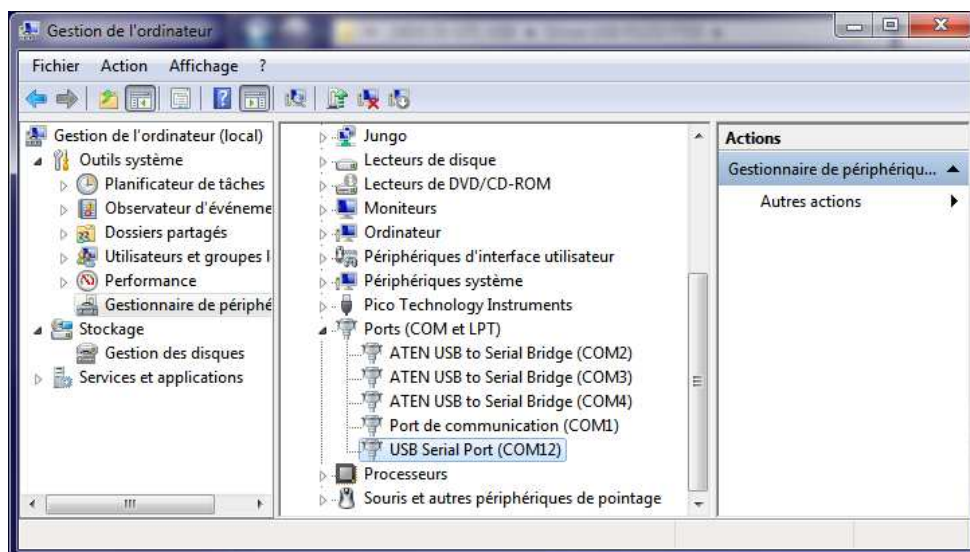 Gestion de l'ordinateur
Fichier Action Affichage ?
Gestion de l'ordinateur (local)
Outils système
Planificateur de tâches
Observateur d'événeme
Dossiers partagés
Utilisateurs et groupes l
Performance
Gestionnaire de périphé
Stockage
Gestion des disques
Services et applications
Jungo
Lecteurs de disque
Lecteurs de DVD/CD-ROM
Moniteurs
Ordinateur
Périphériques d'interface utilisateur
Périphériques système
Pico Technology Instruments
Ports (COM et LPT)
ATEN USB to Serial Bridge (COM2)
ATEN USB to Serial Bridge (COM3)
ATEN USB to Serial Bridge (COM4)
Port de communication (COM1)
USB Serial Port (COM12)
Processeurs
Souris et autres périphériques de pointage
Actions
Gestionnaire de périphériqu...
Autres actions